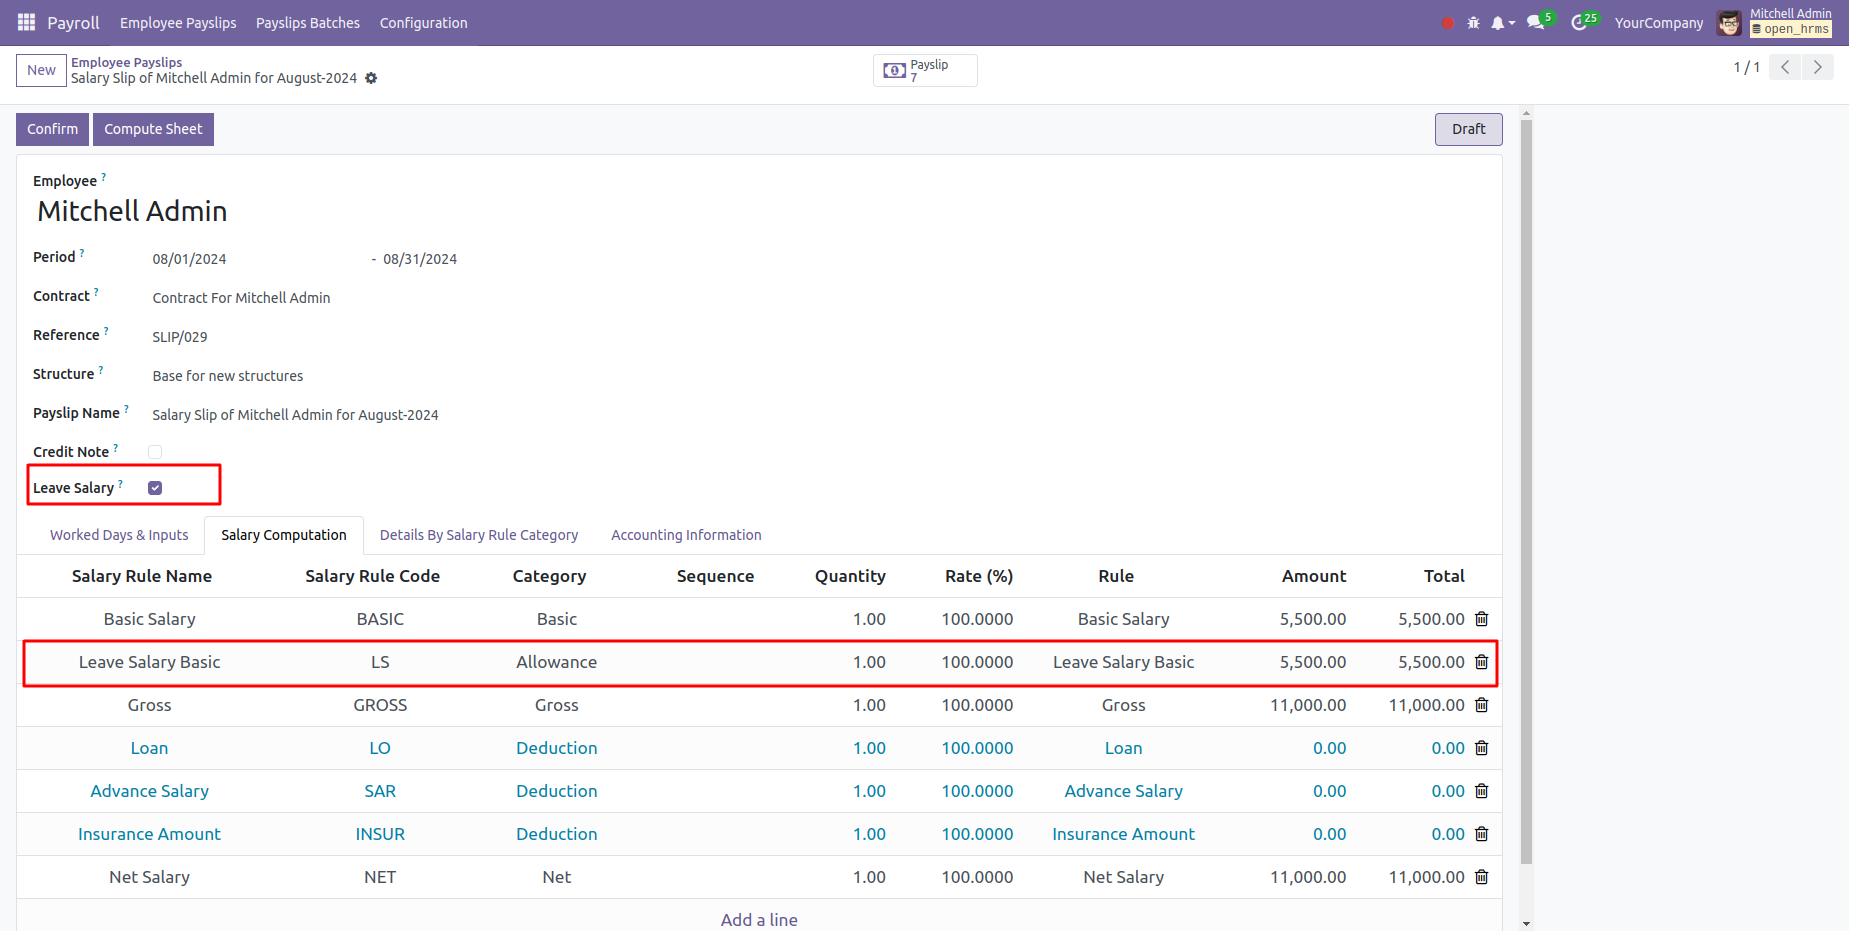 Payroll Employee Payslips Payslips Batches Configuration 5 25 YourCompany Mitchell Admin
open_hrms
New Employee Payslips
Salary Slip of Mitchell Admin for August-2024
Payslip
7
1 / 1
Confirm Compute Sheet Draft
Employee ?
Mitchell Admin
Period ? 08/01/2024 - 08/31/2024
Contract ? Contract For Mitchell Admin
Reference ? SLIP/029
Structure ? Base for new structures
Payslip Name ? Salary Slip of Mitchell Admin for August-2024
Credit Note ?
Leave Salary ?
Worked Days & Inputs Salary Computation Details By Salary Rule Category Accounting Information
Salary Rule Name Salary Rule Code Category Sequence Quantity Rate (%) Rule Amount Total
Basic Salary BASIC Basic 1.00 100.0000 Basic Salary 5,500.00 5,500.00
Leave Salary Basic LS Allowance 1.00 100.0000 Leave Salary Basic 5,500.00 5,500.00
Gross GROSS Gross 1.00 100.0000 Gross 11,000.00 11,000.00
Loan LO Deduction 1.00 100.0000 Loan 0.00 0.00
Advance Salary SAR Deduction 1.00 100.0000 Advance Salary 0.00 0.00
Insurance Amount INSUR Deduction 1.00 100.0000 Insurance Amount 0.00 0.00
Net Salary NET Net 1.00 100.0000 Net Salary 11,000.00 11,000.00
Add a line